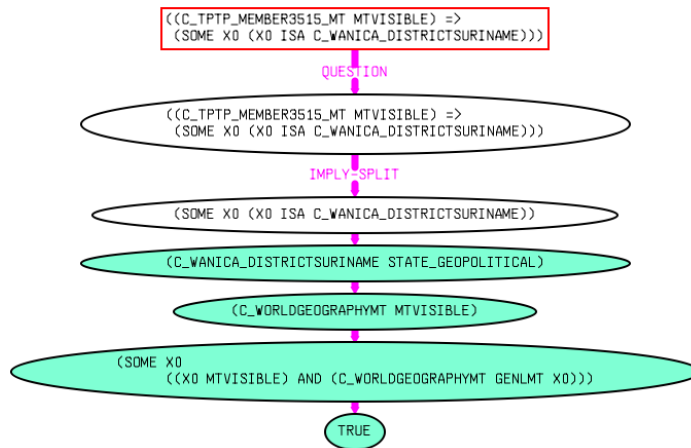 ((C_TPTP_MEMBER3515_MT MTVISIBLE) =>
(SOME X0 (X0 ISA C_WANICA_DISTRICTSURINAME)))
QUESTION
((C_TPTP_MEMBER3515_MT MTVISIBLE) =>
(SOME X0 (X0 ISA C_WANICA_DISTRICTSURINAME)))
IMPLY-SPLIT
(SOME X0 (X0 ISA C_WANICA_DISTRICTSURINAME))
(C_WANICA_DISTRICTSURINAME STATE_GEOPOLITICAL)
(C_WORLDGEOGRAPHYMT MTVISIBLE)
(SOME X0
((X0 MTVISIBLE) AND (C_WORLDGEOGRAPHYMT GENLMT X0)))
TRUE